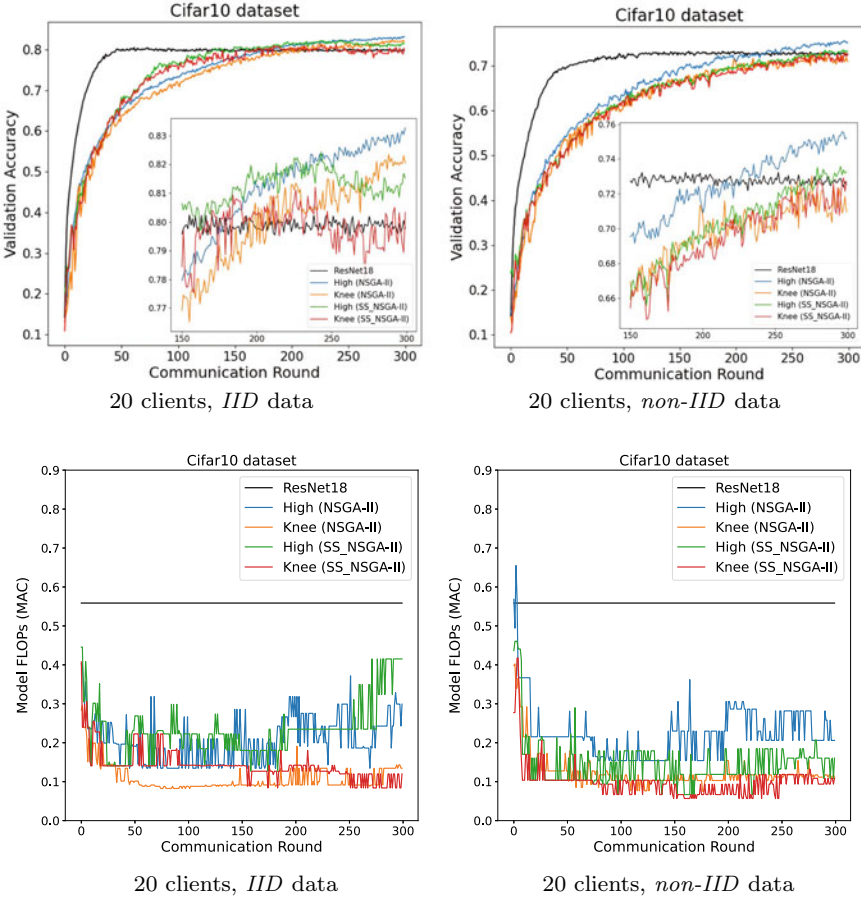 Cifar10 dataset
Validation Accuracy
0.8
0.7
0.6
0.5
0.4
0.3
0.2
0.1
0.83
0.82
0.81
0.80
0.79
0.78
0.77
ResNet18
High (NSGA-II)
Knee (NSGA-II)
High (SS_NSGA-II)
Knee (SS_NSGA-II)
150 200 250 300
0 50 100 150 200 250 300
Communication Round
20 clients, IID data
Cifar10 dataset
Validation Accuracy
0.8
0.7
0.6
0.5
0.4
0.3
0.2
0.1
0.76
0.74
0.72
0.70
0.68
0.66
ResNet18
High (NSGA-II)
Knee (NSGA-II)
High (SS_NSGA-II)
Knee (SS_NSGA-II)
150 200 250 300
0 50 100 150 200 250 300
Communication Round
20 clients, non-IID data
Cifar10 dataset
Model FLOPs (MAC)
0.9
0.8
0.7
0.6
0.5
0.4
0.3
0.2
0.1
0.0
ResNet18
High (NSGA-II)
Knee (NSGA-II)
High (SS_NSGA-II)
Knee (SS_NSGA-II)
0 50 100 150 200 250 300
Communication Round
20 clients, IID data
Cifar10 dataset
Model FLOPs (MAC)
0.9
0.8
0.7
0.6
0.5
0.4
0.3
0.2
0.1
0.0
ResNet18
High (NSGA-II)
Knee (NSGA-II)
High (SS_NSGA-II)
Knee (SS_NSGA-II)
0 50 100 150 200 250 300
Communication Round
20 clients, non-IID data